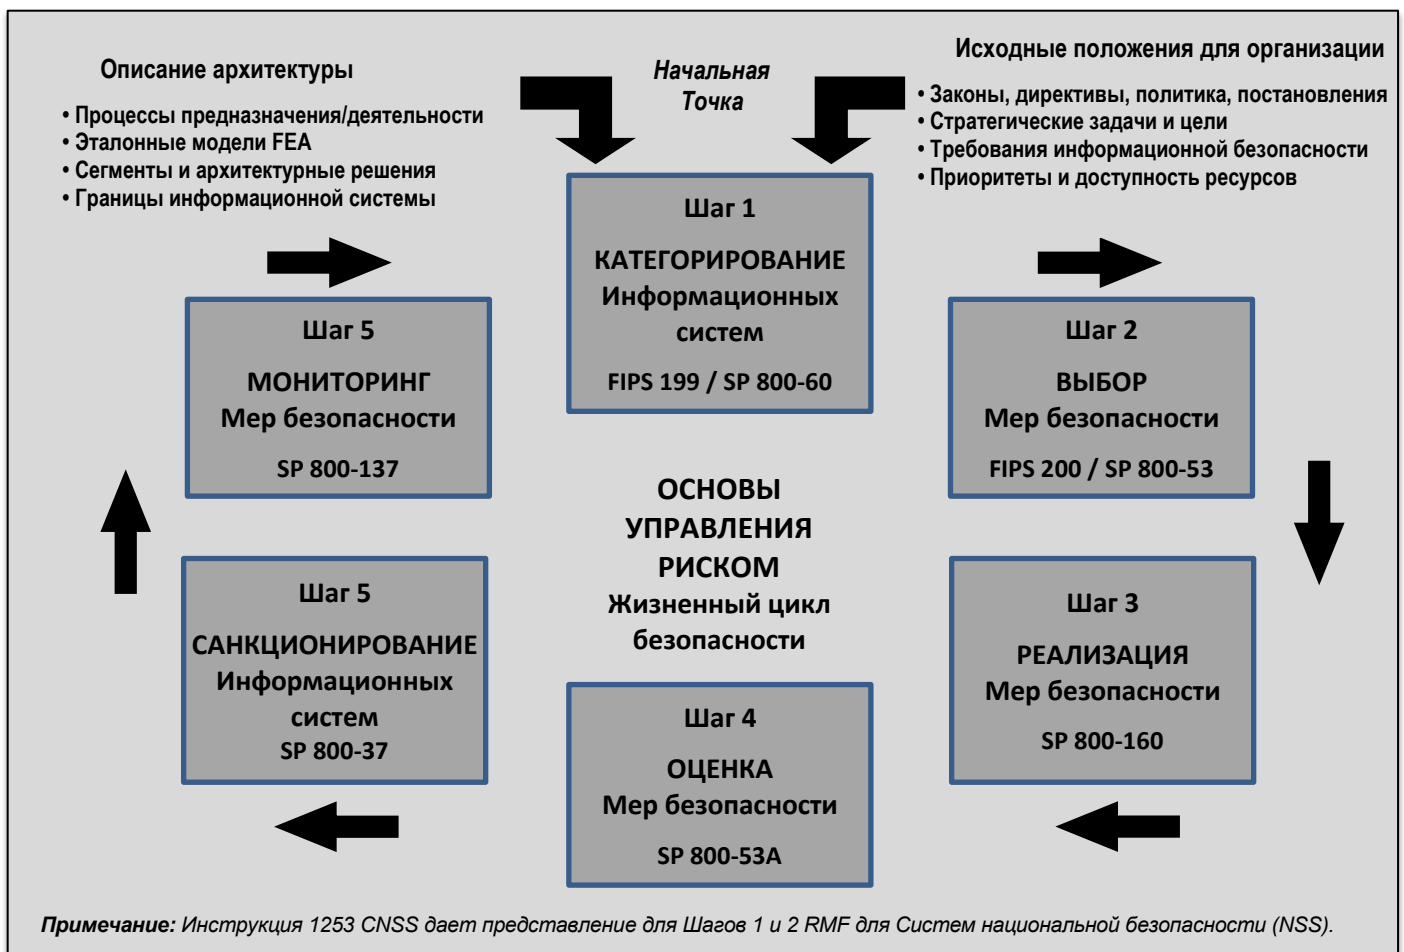 Описание архитектуры
• Процессы предназначения/деятельности
• Эталонные модели FEA
• Сегменты и архитектурные решения
• Границы информационной системы
Начальная
Точка
Исходные положения для организации
• Законы, директивы, политика, постановления
• Стратегические задачи и цели
• Требования информационной безопасности
• Приоритеты и доступность ресурсов
Шаг 1
КАТЕГОРИРОВАНИЕ
Информационных
систем
FIPS 199 / SP 800-60
Шаг 2
ВЫБОР
Мер безопасности
FIPS 200 / SP 800-53
Шаг 3
РЕАЛИЗАЦИЯ
Мер безопасности
SP 800-160
Шаг 4
ОЦЕНКА
Мер безопасности
SP 800-53A
Шаг 5
САНКЦИОНИРОВАНИЕ
Информационных
систем
SP 800-37
Шаг 5
МОНИТОРИНГ
Мер безопасности
SP 800-137
ОСНОВЫ
УПРАВЛЕНИЯ
РИСКОМ
Жизненный цикл
безопасности
Примечание: Инструкция 1253 CNSS дает представление для Шагов 1 и 2 RMF для Систем национальной безопасности (NSS).